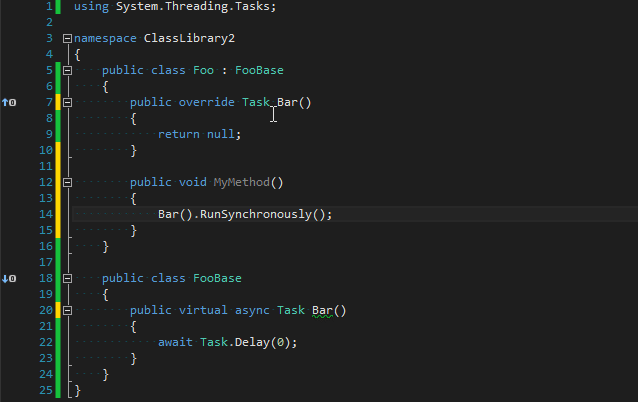 1 using System.Threading.Tasks;
2
3 namespace ClassLibrary2
4 {
5 public class Foo : FooBase
6 {
7 public override Task Bar()
8 {
9 return null;
10 }
11
12 public void MyMethod()
13 {
14 Bar().RunSynchronously();
15 }
16 }
17
18 public class FooBase
19 {
20 public virtual async Task Bar()
21 {
22 await Task.Delay(0);
23 }
24 }
25 }